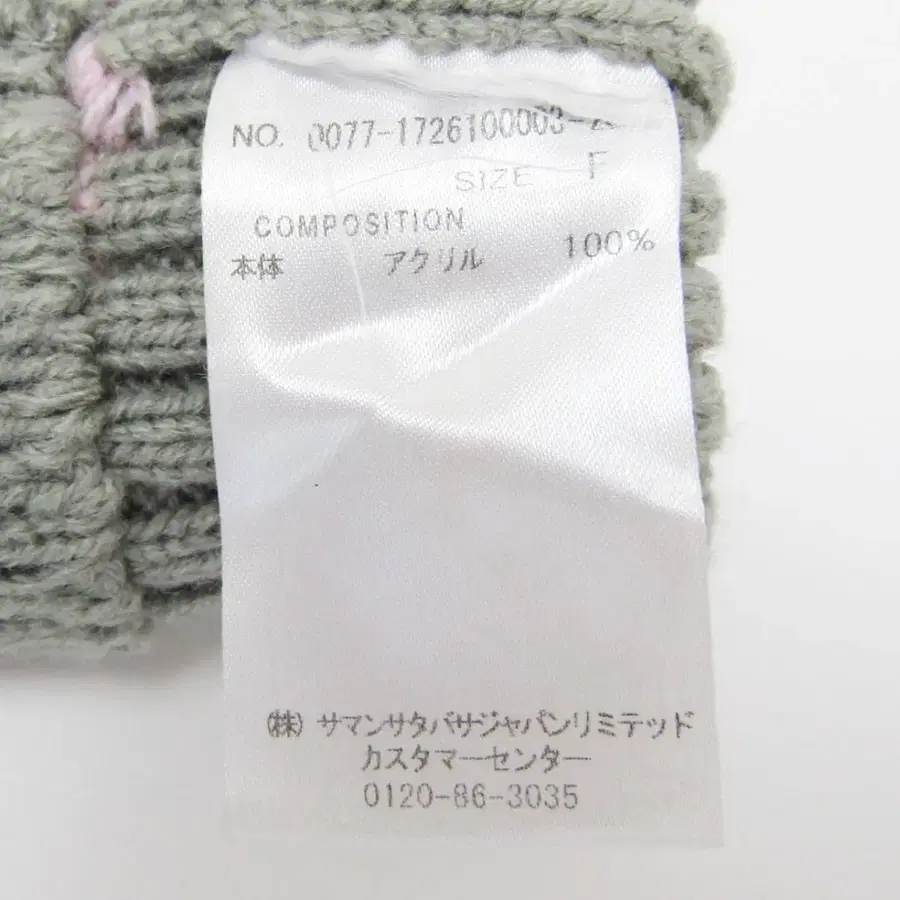 NO. 0077-1726100003-
SIZE F
COMPOSITION
本体 アクリル 100%
㈱ サマンサタバサジャパンリミテッド
カスタマーセンター
0120-86-3035